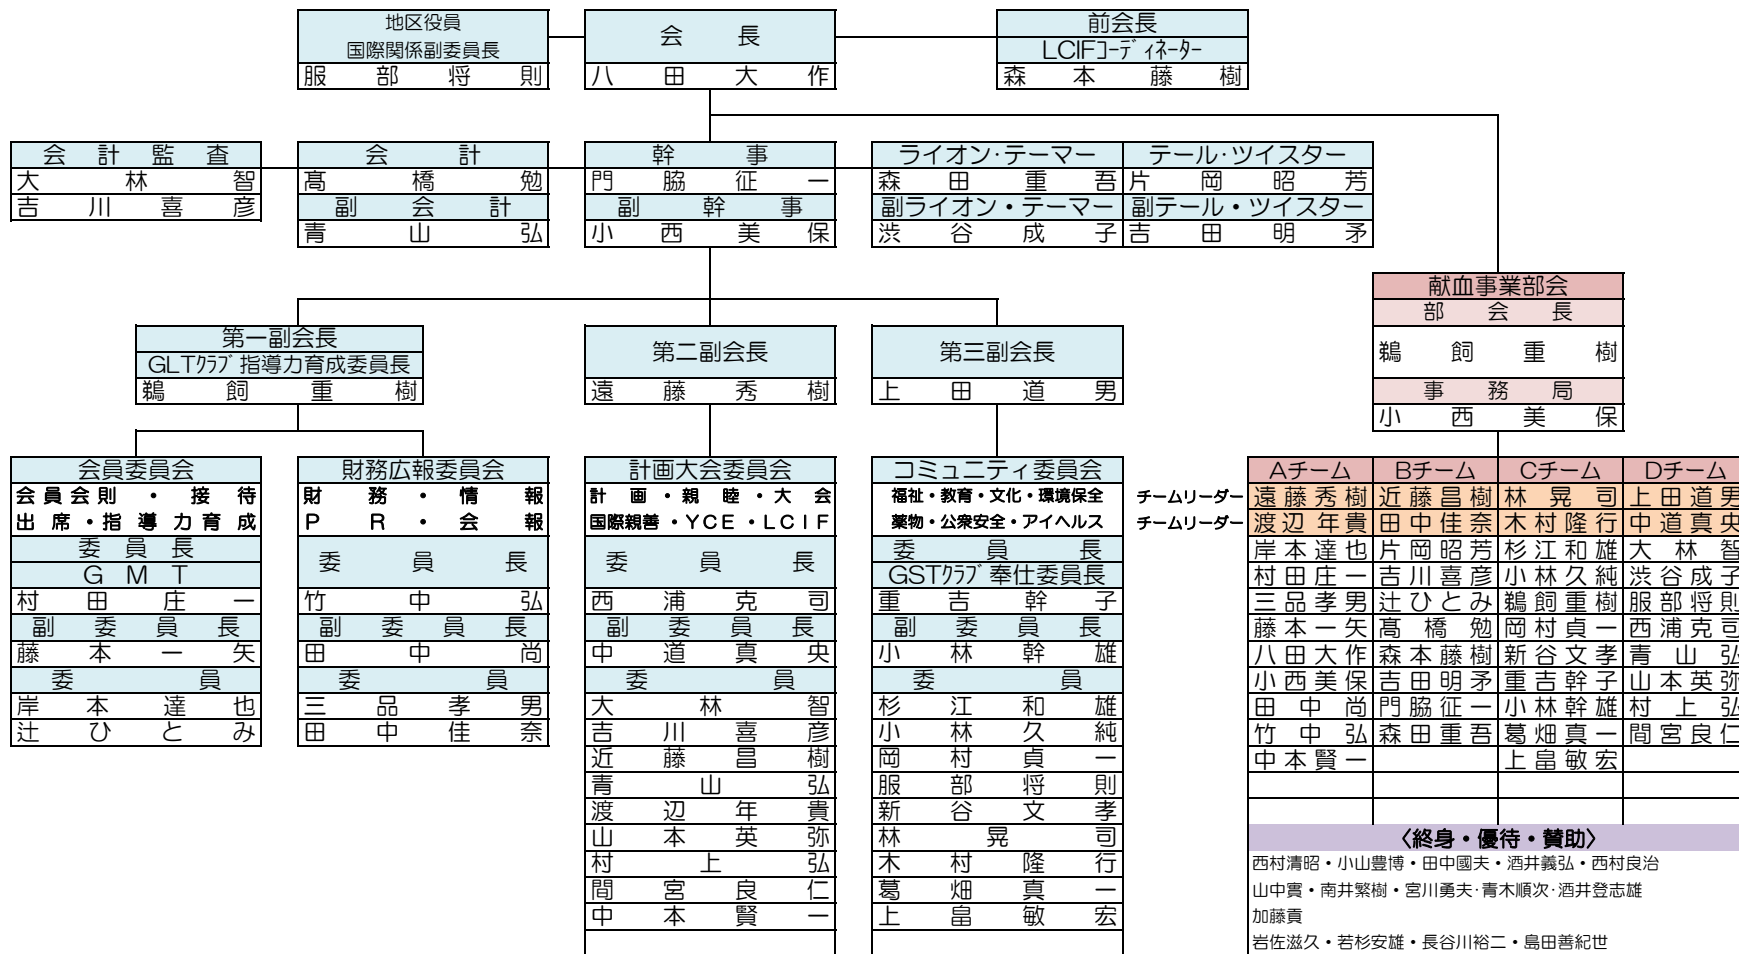 地区役員
国際関係副委員長
服部将則
会長
八田大作
前会長
LCIFｺｰﾃﾞｨﾈｰﾀｰ
森本藤樹
会計監査
大林智
吉川喜彦
会計
髙橋勉
副会計
青山弘
幹事
門脇征一
副幹事
小西美保
ライオン・テーマー
森田重吾
副ライオン・テーマー
渋谷成子
テール・ツイスター
片岡昭芳
副テール・ツイスター
吉田明矛
献血事業部会
部会長
鵜飼重樹
事務局
小西美保
第一副会長
GLTｸﾗﾌﾞ指導力育成委員長
鵜飼重樹
第二副会長
遠藤秀樹
第三副会長
上田道男
会員委員会
会員会則・接待
出席・指導力育成
委員長
GMT
村田庄一
副委員長
藤本一矢
委員
岸本達也
辻ひとみ
財務広報委員会
財務・情報
PR・会報
委員長
竹中弘
副委員長
田中尚
委員
三品孝男
田中佳奈
計画大会委員会
計画・親睦・大会
国際親善・YCE・LCIF
委員長
西浦克司
副委員長
中道真央
委員
大林智
吉川喜彦
近藤昌樹
青山弘
渡辺年貴
山本英弥
村上弘
間宮良仁
中本賢一
コミュニティ委員会
福祉・教育・文化・環境保全
薬物・公衆安全・アイヘルス
委員長
GSTｸﾗﾌﾞ奉仕委員長
重吉幹子
副委員長
小林幹雄
委員
杉江和雄
小林久純
岡村貞一
服部将則
新谷文孝
林晃司
木村隆行
葛畑真一
上畠敏宏
Aチーム Bチーム Cチーム Dチーム
チームリーダー 遠藤秀樹 近藤昌樹 林晃司 上田道男
チームリーダー 渡辺年貴 田中佳奈 木村隆行 中道真央
岸本達也 片岡昭芳 杉江和雄 大林智
村田庄一 吉川喜彦 小林久純 渋谷成子
三品孝男 辻ひとみ 鵜飼重樹 服部将則
藤本一矢 髙橋勉 岡村貞一 西浦克司
八田大作 森本藤樹 新谷文孝 青山弘
小西美保 吉田明矛 重吉幹子 山本英弥
田中尚 門脇征一 小林幹雄 村上弘
竹中弘 森田重吾 葛畑真一 間宮良仁
中本賢一 上畠敏宏
〈終身・優待・賛助〉
西村清昭・小山豊博・田中國夫・酒井義弘・西村良治
山中實・南井繁樹・宮川勇夫・青木順次・酒井登志雄
加藤貢
岩佐滋久・若杉安雄・長谷川裕二・島田善紀世